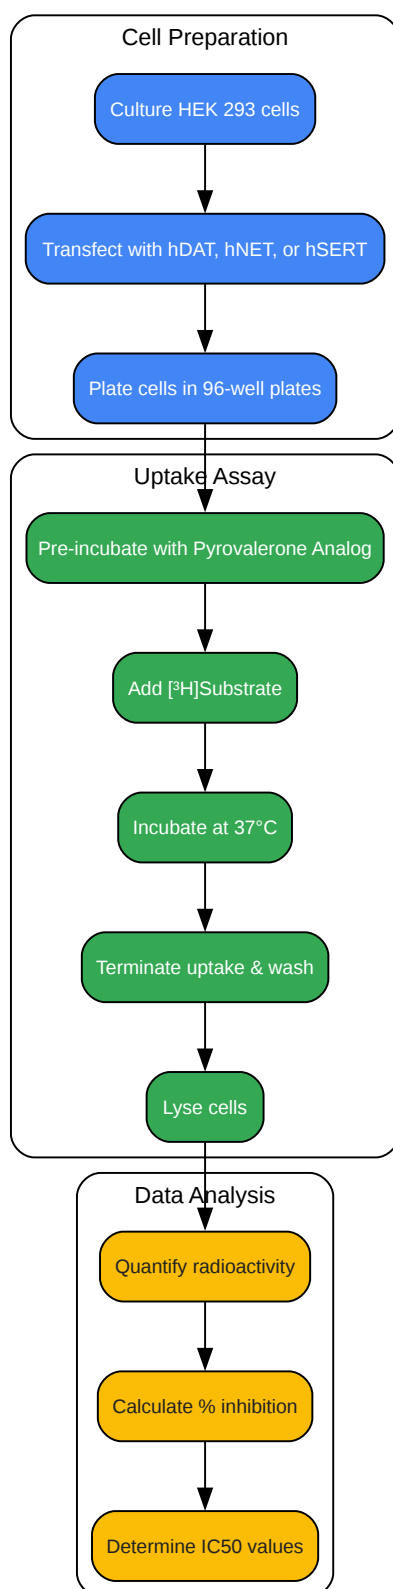 Cell Preparation
Culture HEK 293 cells
Transfect with hDAT, hNET, or hSERT
Plate cells in 96-well plates
Uptake Assay
Pre-incubate with Pyrovalerone Analog
Add [³H]Substrate
Incubate at 37°C
Terminate uptake & wash
Lyse cells
Data Analysis
Quantify radioactivity
Calculate % inhibition
Determine IC50 values